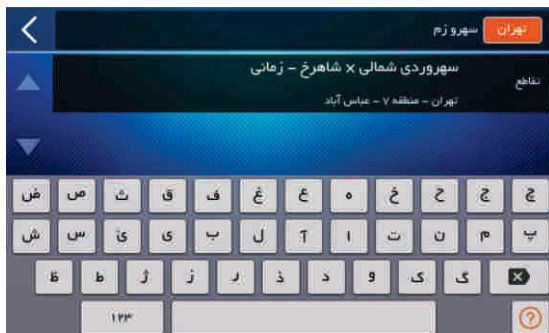 تهران سهرو زم
سهروردی شمالی × شاهرخ - زمانی
تقاطع
تهران - منطقه ۷ - عباس آباد
ض ص ث ق ف غ ع ه خ ح ج چ
ش س ئ ی ب ل آ ا ت ن م پ
ظ ط ژ ز ر ذ د و ک گ
۱۲۳
?